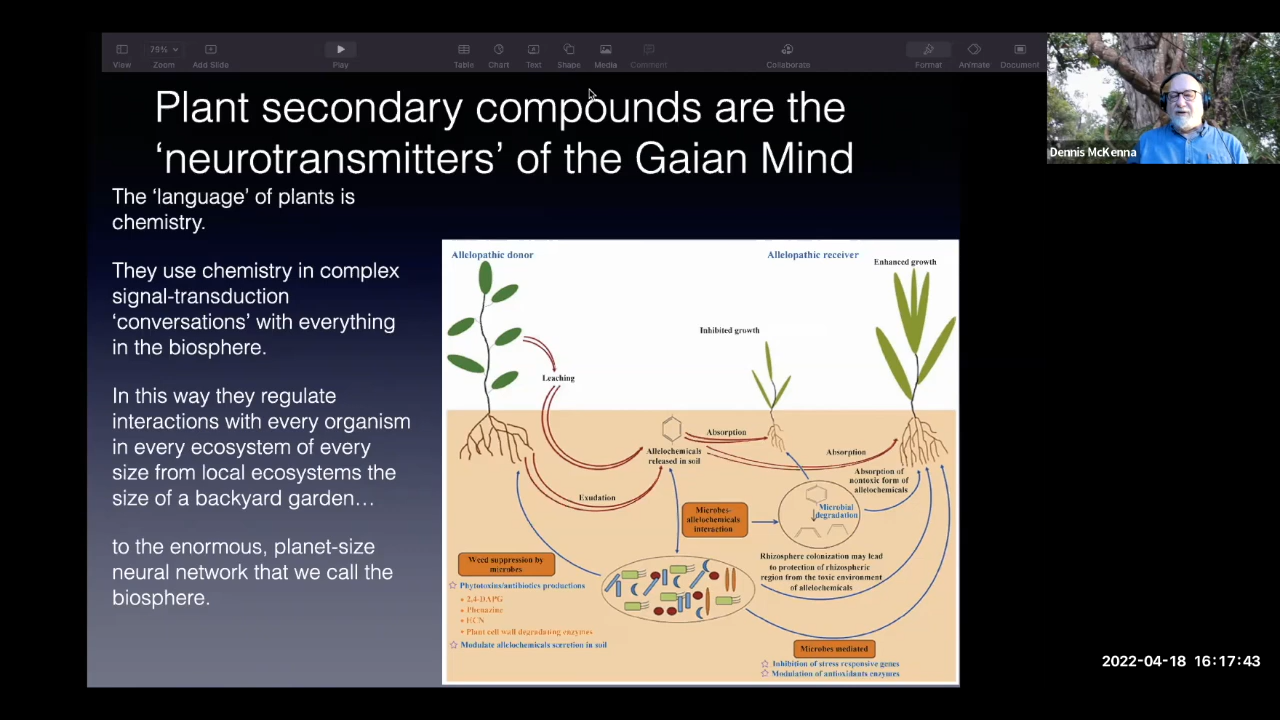 79%
View
Zoom
Add Slide
Play
Table
Chart
Text
Shape
Media
Comment
Collaborate
Format
Animate
Document
Dennis McKenna
Plant secondary compounds are the
‘neurotransmitters’ of the Gaian Mind
The ‘language’ of plants is
chemistry.
They use chemistry in complex
signal-transduction
‘conversations’ with everything
in the biosphere.
In this way they regulate
interactions with every organism
in every ecosystem of every
size from local ecosystems the
size of a backyard garden…
to the enormous, planet-size
neural network that we call the
biosphere.
Allelopathic donor
Allelopathic receiver
Enhanced growth
Inhibited growth
Leaching
Absorption
Allelochemicals
released in soil
Absorption
Absorption of
nontoxic form of
allelochemicals
Exudation
Microbes-
allelochemicals
interaction
Microbial
degradation
Rhizosphere colonization may lead
to protection of rhizospheric
region from the toxic environment
of allelochemicals
Weed suppression by
microbes
Phytotoxins/antibiotics productions
• 2,4-DAPG
• Phenazine
• HCN
• Plant cell wall degrading enzymes
Modulate allelochemicals secretion in soil
Microbes mediated
Inhibition of stress responsive genes
Modulation of antioxidants enzymes
2022-04-18 16:17:43